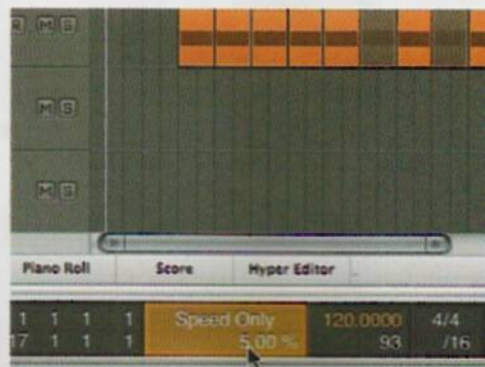 R M S
M S
M S
Piano Roll Score Hyper Editor
1 1 1 1 Speed Only 120.0000 4/4
17 1 1 1 5.00 % 93 /16